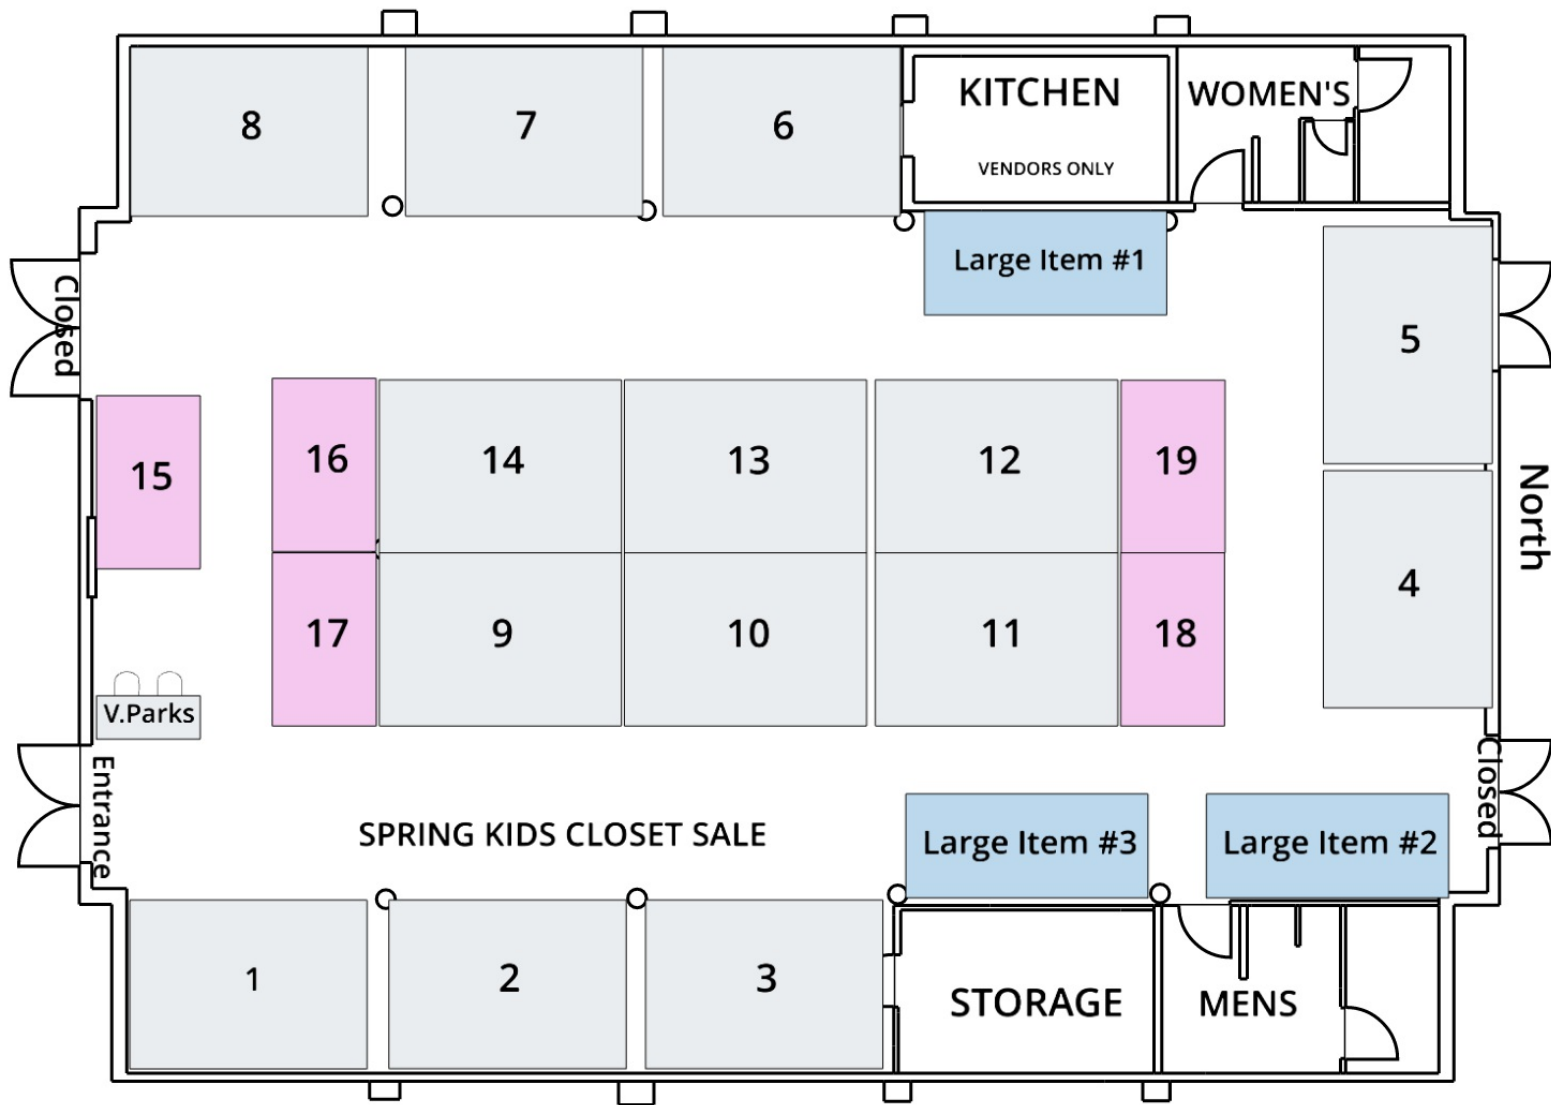 8
7
6
KITCHEN
VENDORS ONLY
WOMEN'S
Closed
Large Item #1
5
15
16
14
13
12
19
North
17
9
10
11
18
4
V.Parks
Entrance
SPRING KIDS CLOSET SALE
Large Item #3
Large Item #2
Closed
1
2
3
STORAGE
MENS